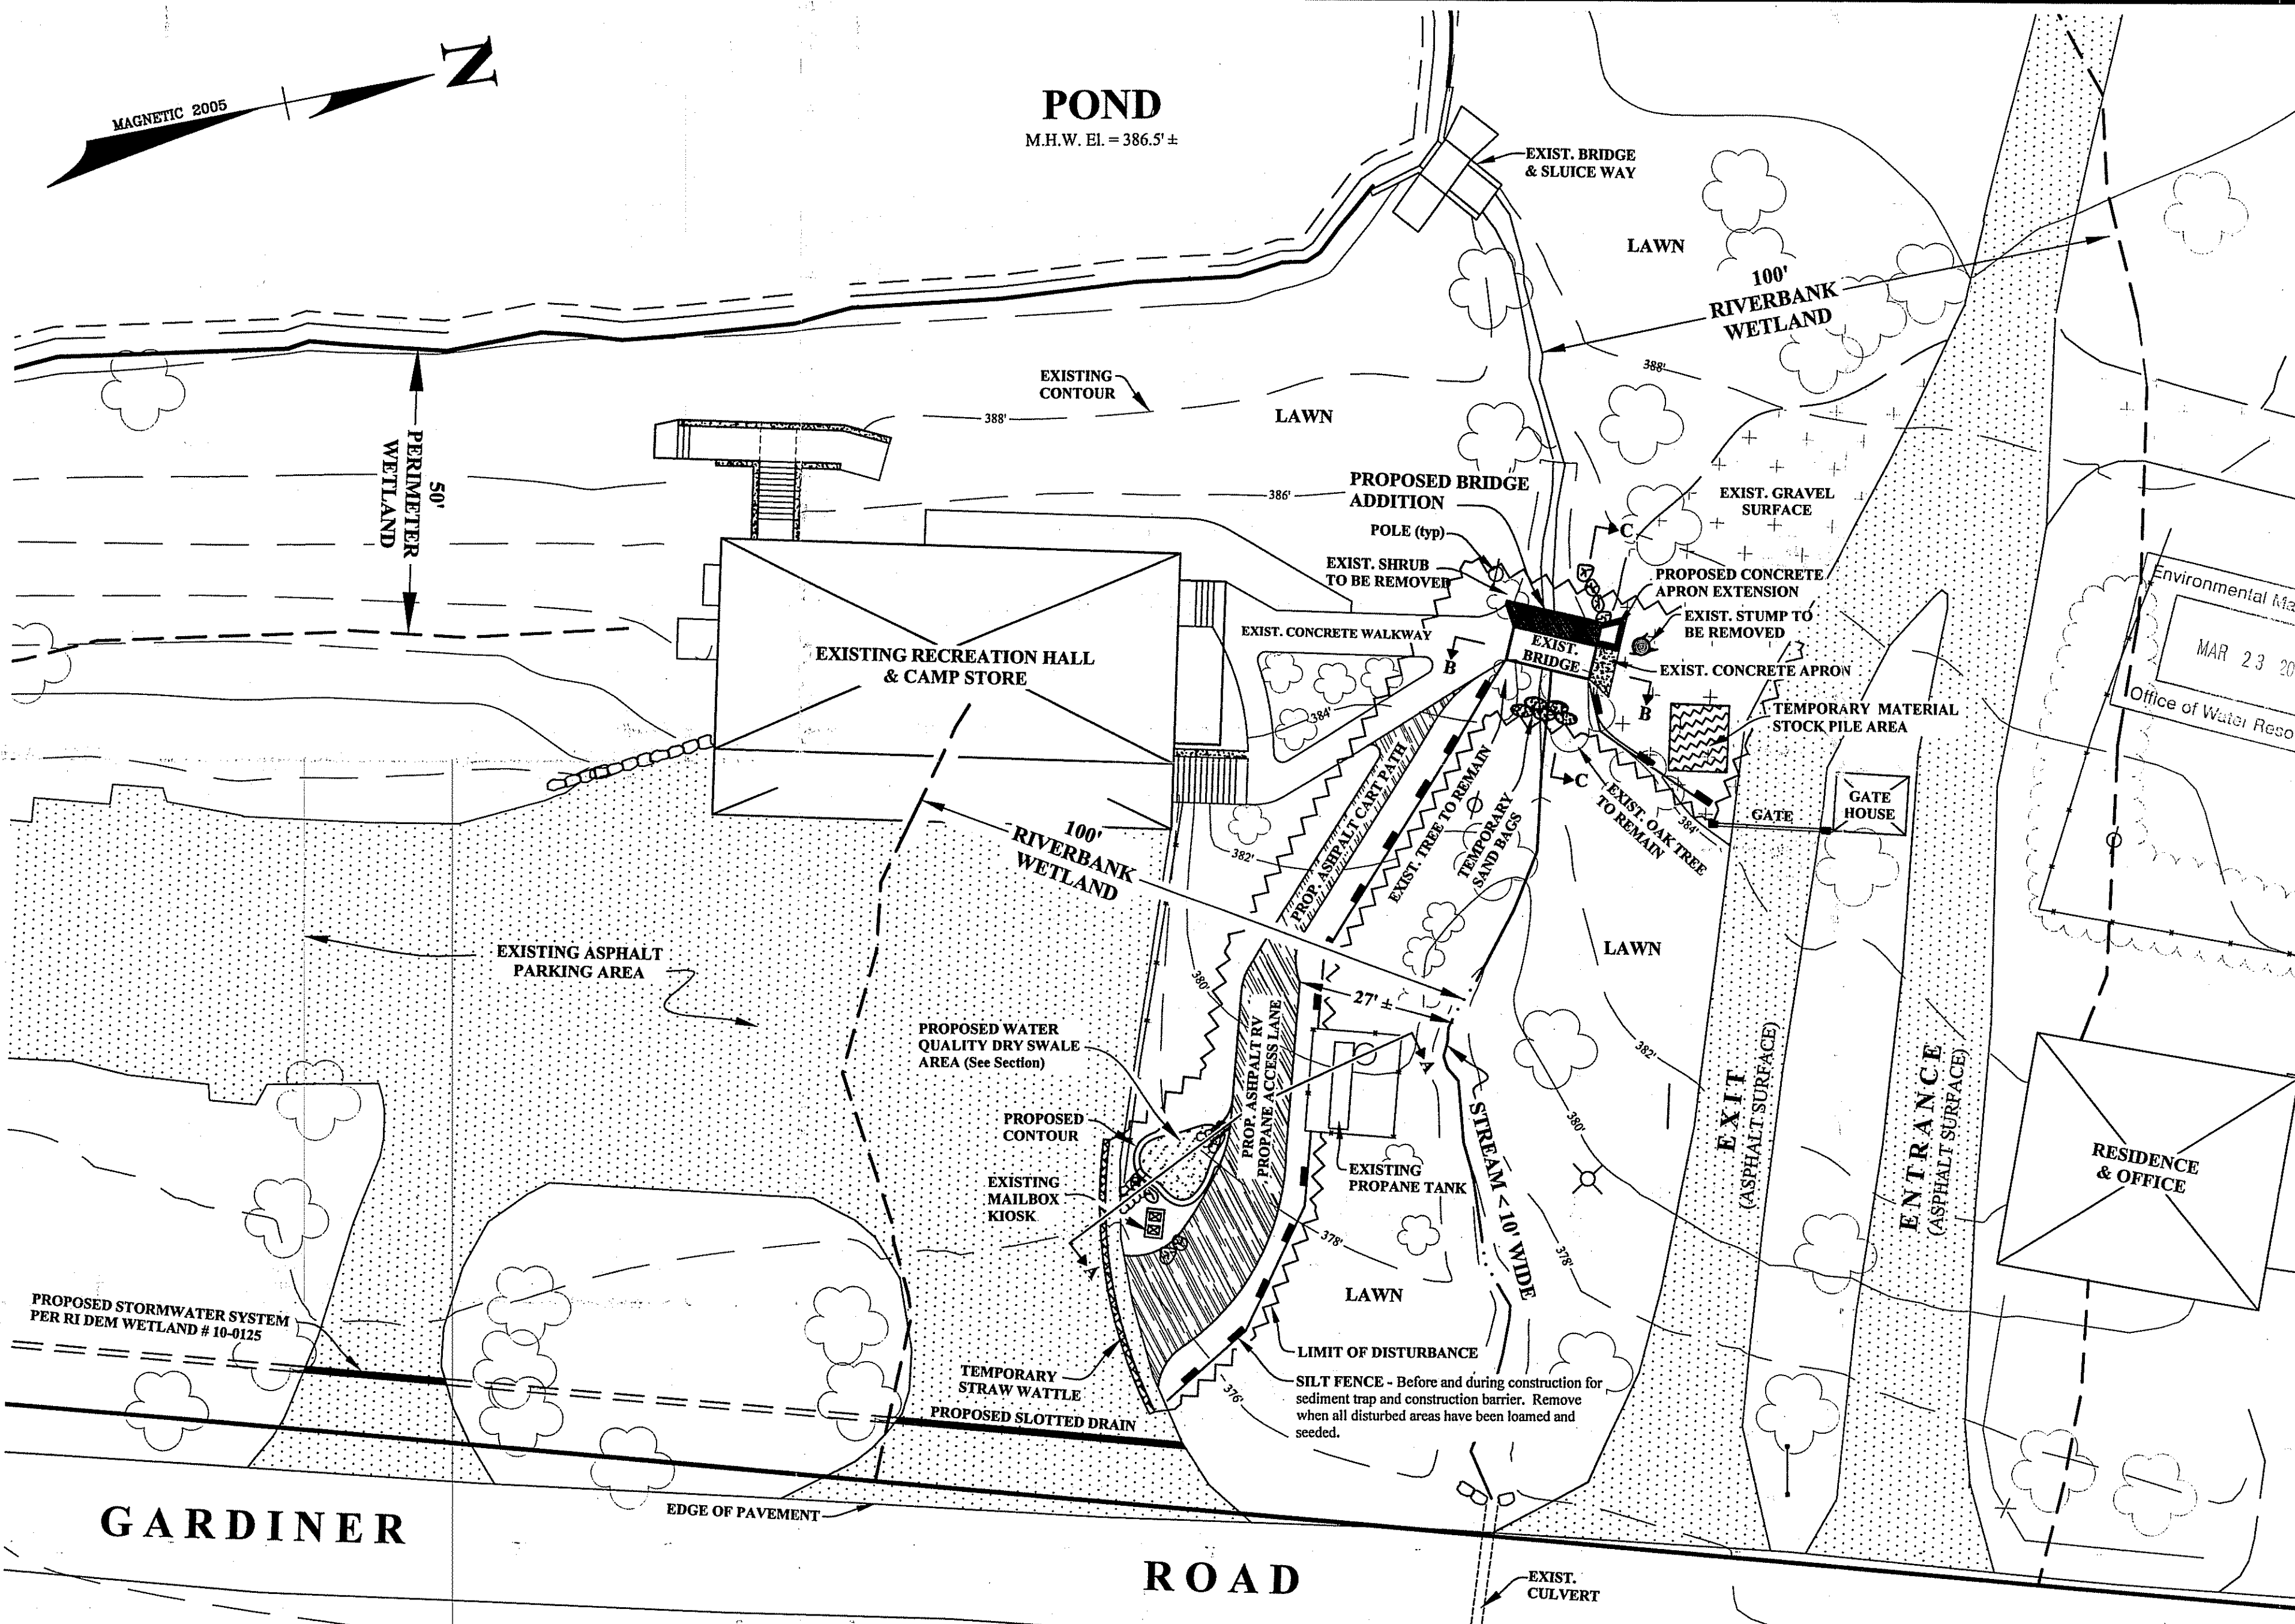 N
MAGNETIC 2005
POND
M.H.W. El. = 386.5' ±
EXIST. BRIDGE
& SLUICE WAY
LAWN
100'
RIVERBANK
WETLAND
388'
EXISTING
CONTOUR
388'
LAWN
50'
PERIMETER
WETLAND
386'
PROPOSED BRIDGE
ADDITION
POLE (typ)
EXIST. SHRUB
TO BE REMOVED
EXIST. GRAVEL
SURFACE
C
PROPOSED CONCRETE
APRON EXTENSION
EXIST. STUMP TO
BE REMOVED
EXIST. CONCRETE WALKWAY
EXIST.
BRIDGE
B
EXIST. CONCRETE APRON
B
TEMPORARY MATERIAL
STOCK PILE AREA
Environmental Ma
MAR 23 20
Office of Water Reso
EXISTING RECREATION HALL
& CAMP STORE
384'
C
GATE
GATE
HOUSE
384'
PROP. ASHPALT CART PATH
EXIST. TREE TO REMAIN
TEMPORARY
SAND BAGS
EXIST. OAK TREE
TO REMAIN
382'
100'
RIVERBANK
WETLAND
EXISTING ASPHALT
PARKING AREA
LAWN
380'
27' ±
PROPOSED WATER
QUALITY DRY SWALE
AREA (See Section)
PROP. ASHPALT RV
PROPANE ACCESS LANE
A
382'
380'
PROPOSED
CONTOUR
EXISTING
MAILBOX
KIOSK
EXISTING
PROPANE TANK
STREAM < 10' WIDE
EXIT
(ASPHALT SURFACE)
ENTRANCE
(ASPHALT SURFACE)
RESIDENCE
& OFFICE
A
378'
378'
LAWN
PROPOSED STORMWATER SYSTEM
PER RI DEM WETLAND # 10-0125
LIMIT OF DISTURBANCE
TEMPORARY
STRAW WATTLE
376'
SILT FENCE - Before and during construction for
sediment trap and construction barrier. Remove
when all disturbed areas have been loamed and
seeded.
PROPOSED SLOTTED DRAIN
EDGE OF PAVEMENT
GARDINER
ROAD
EXIST.
CULVERT